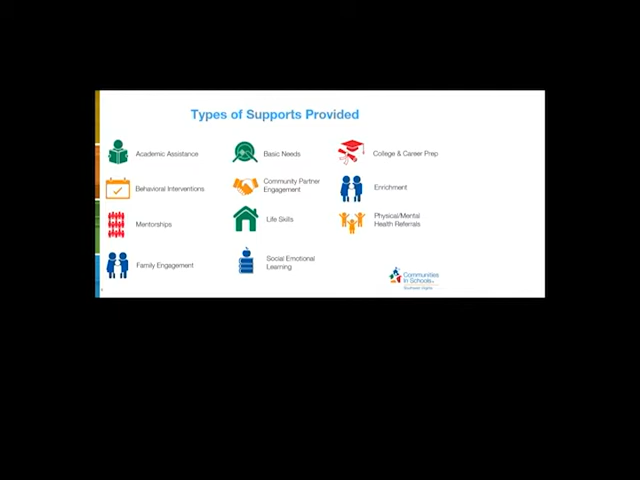 Types of Supports Provided
Academic Assistance
Behavioral Interventions
Mentorships
Family Engagement
Basic Needs
Community Partner
Engagement
Life Skills
Social Emotional
Learning
College & Career Prep
Enrichment
Physical/Mental
Health Referrals
Communities
In Schools